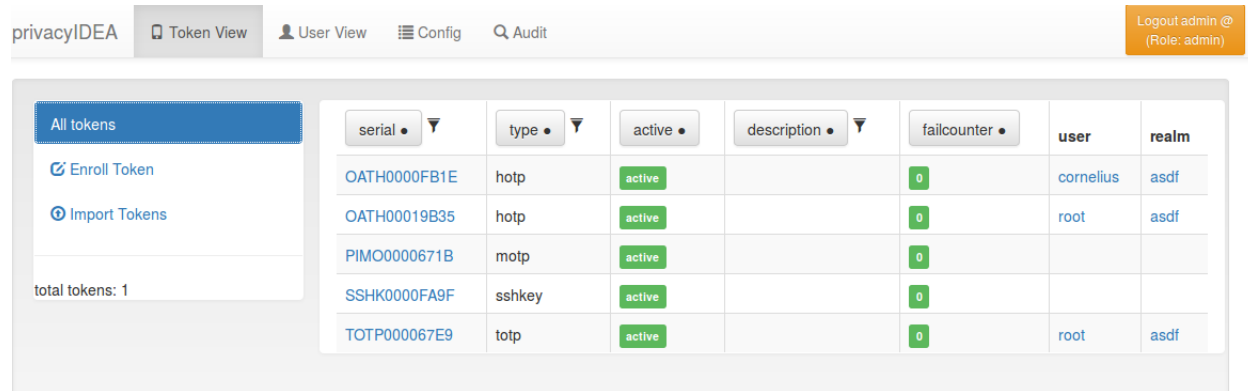 privacyIDEA Token View User View Config Audit Logout admin @
(Role: admin)
All tokens
Enroll Token
Import Tokens
total tokens: 1
serial ● type ● active ● description ● failcounter ● user realm
OATH0000FB1E hotp active 0 cornelius asdf
OATH00019B35 hotp active 0 root asdf
PIMO0000671B motp active 0
SSHK0000FA9F sshkey active 0
TOTP000067E9 totp active 0 root asdf